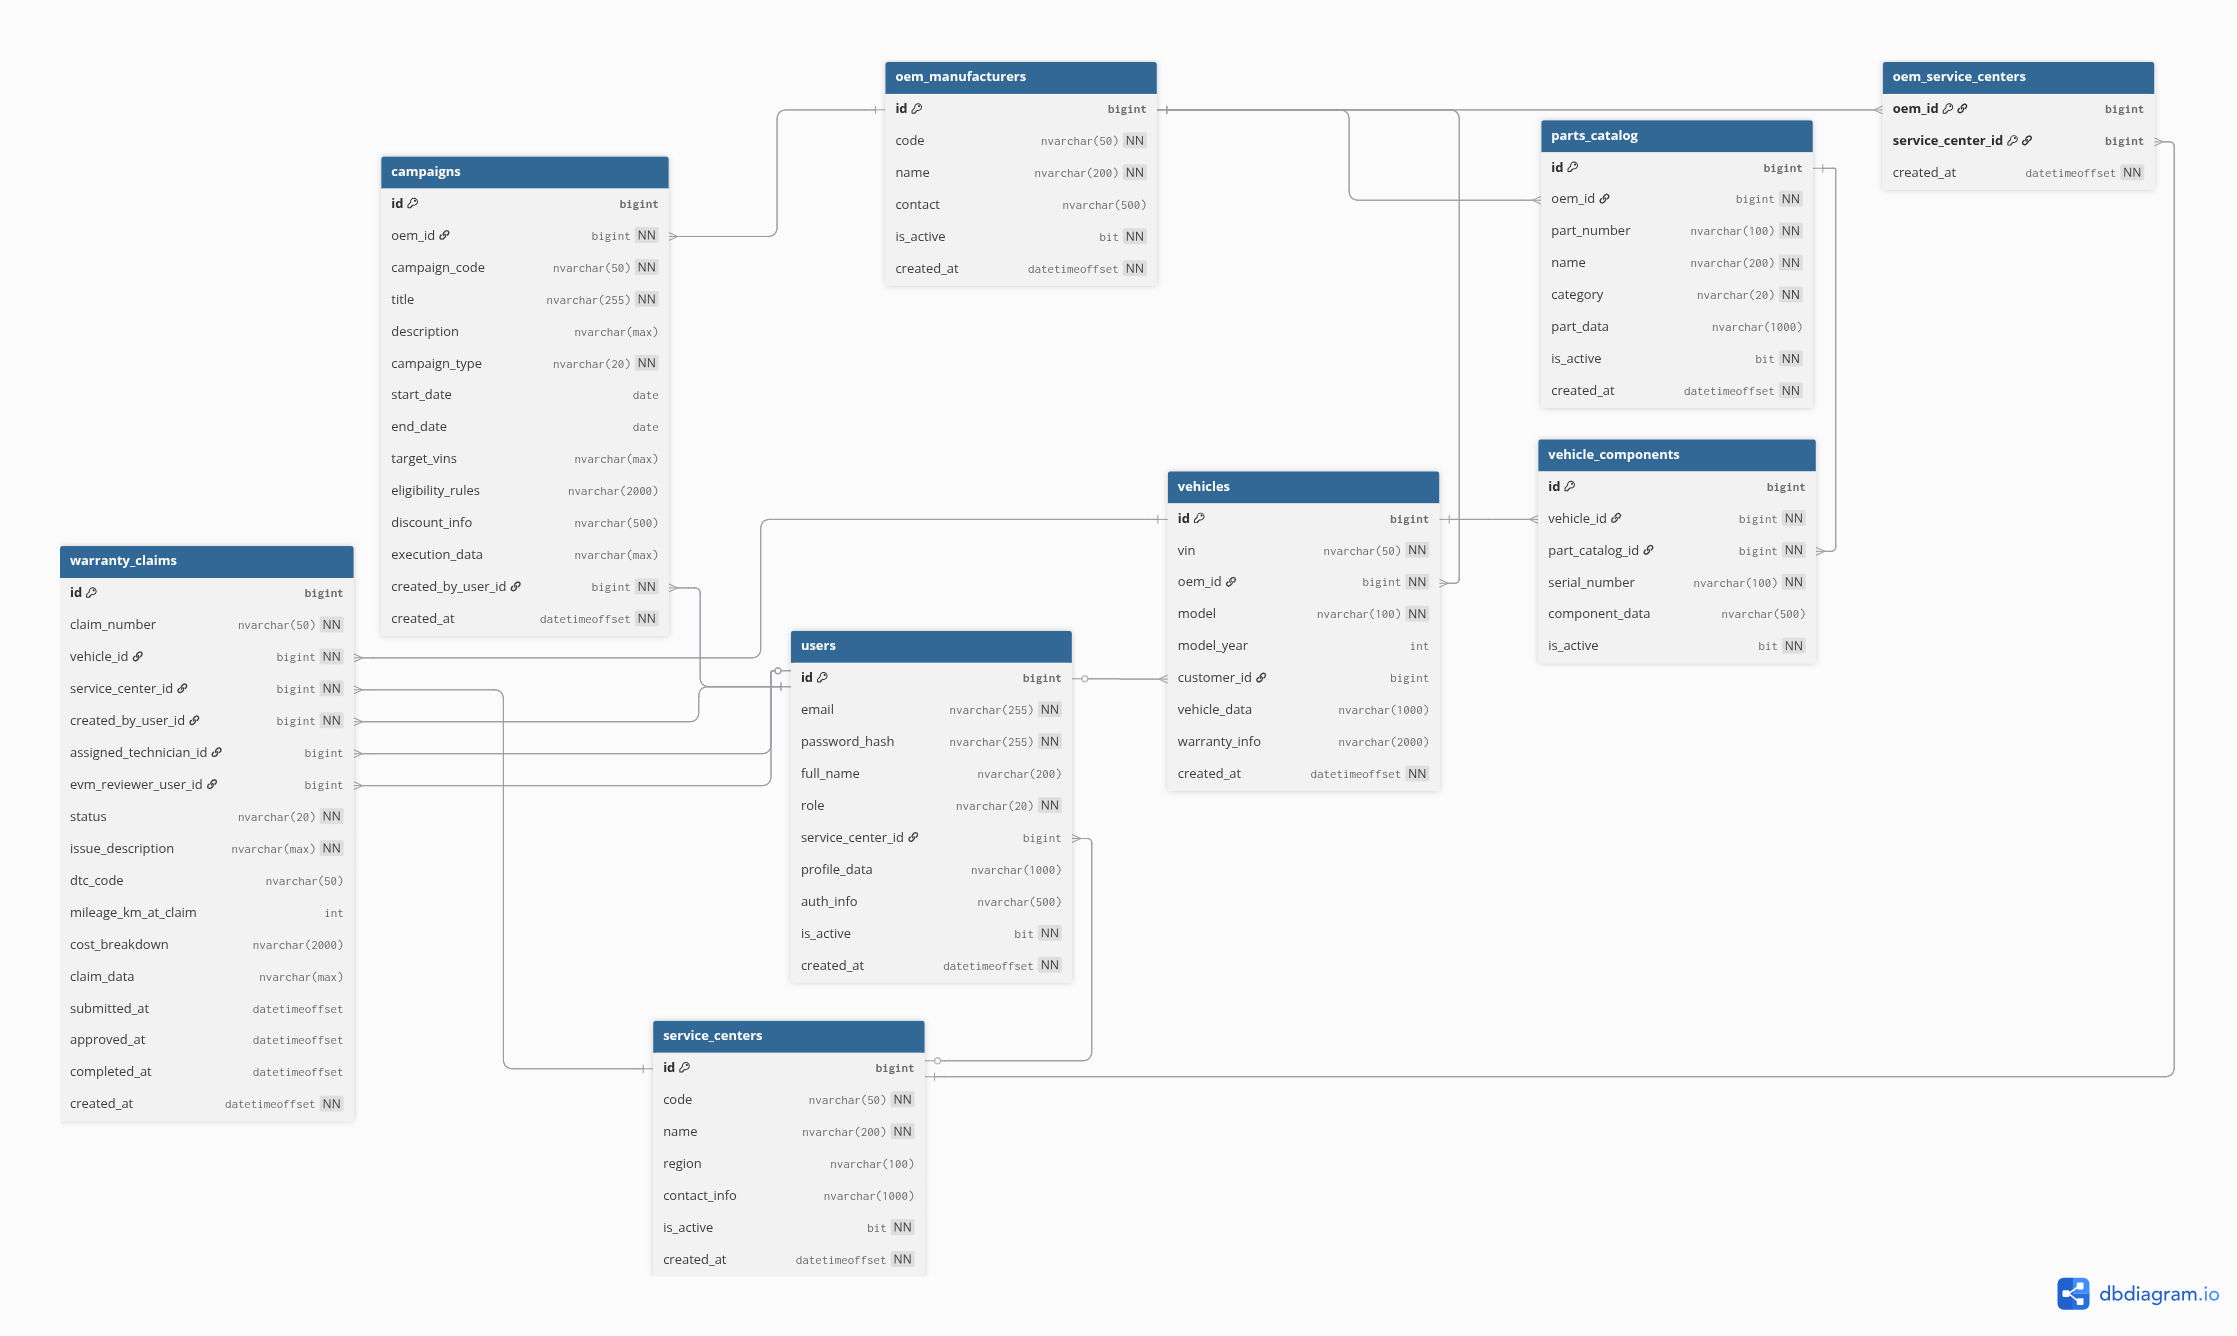 oem_manufacturers
id bigint
code nvarchar(50) NN
name nvarchar(200) NN
contact nvarchar(500)
is_active bit NN
created_at datetimeoffset NN
oem_service_centers
oem_id bigint
service_center_id bigint
created_at datetimeoffset NN
parts_catalog
id bigint
oem_id bigint NN
part_number nvarchar(100) NN
name nvarchar(200) NN
category nvarchar(20) NN
part_data nvarchar(1000)
is_active bit NN
created_at datetimeoffset NN
campaigns
id bigint
oem_id bigint NN
campaign_code nvarchar(50) NN
title nvarchar(255) NN
description nvarchar(max)
campaign_type nvarchar(20) NN
start_date date
end_date date
target_vins nvarchar(max)
eligibility_rules nvarchar(2000)
discount_info nvarchar(500)
execution_data nvarchar(max)
created_by_user_id bigint NN
created_at datetimeoffset NN
vehicle_components
id bigint
vehicle_id bigint NN
part_catalog_id bigint NN
serial_number nvarchar(100) NN
component_data nvarchar(500)
is_active bit NN
vehicles
id bigint
vin nvarchar(50) NN
oem_id bigint NN
model nvarchar(100) NN
model_year int
customer_id bigint
vehicle_data nvarchar(1000)
warranty_info nvarchar(2000)
created_at datetimeoffset NN
warranty_claims
id bigint
claim_number nvarchar(50) NN
vehicle_id bigint NN
service_center_id bigint NN
created_by_user_id bigint NN
assigned_technician_id bigint
evm_reviewer_user_id bigint
status nvarchar(20) NN
issue_description nvarchar(max) NN
dtc_code nvarchar(50)
mileage_km_at_claim int
cost_breakdown nvarchar(2000)
claim_data nvarchar(max)
submitted_at datetimeoffset
approved_at datetimeoffset
completed_at datetimeoffset
created_at datetimeoffset NN
users
id bigint
email nvarchar(255) NN
password_hash nvarchar(255) NN
full_name nvarchar(200)
role nvarchar(20) NN
service_center_id bigint
profile_data nvarchar(1000)
auth_info nvarchar(500)
is_active bit NN
created_at datetimeoffset NN
service_centers
id bigint
code nvarchar(50) NN
name nvarchar(200) NN
region nvarchar(100)
contact_info nvarchar(1000)
is_active bit NN
created_at datetimeoffset NN
dbdiagram.io